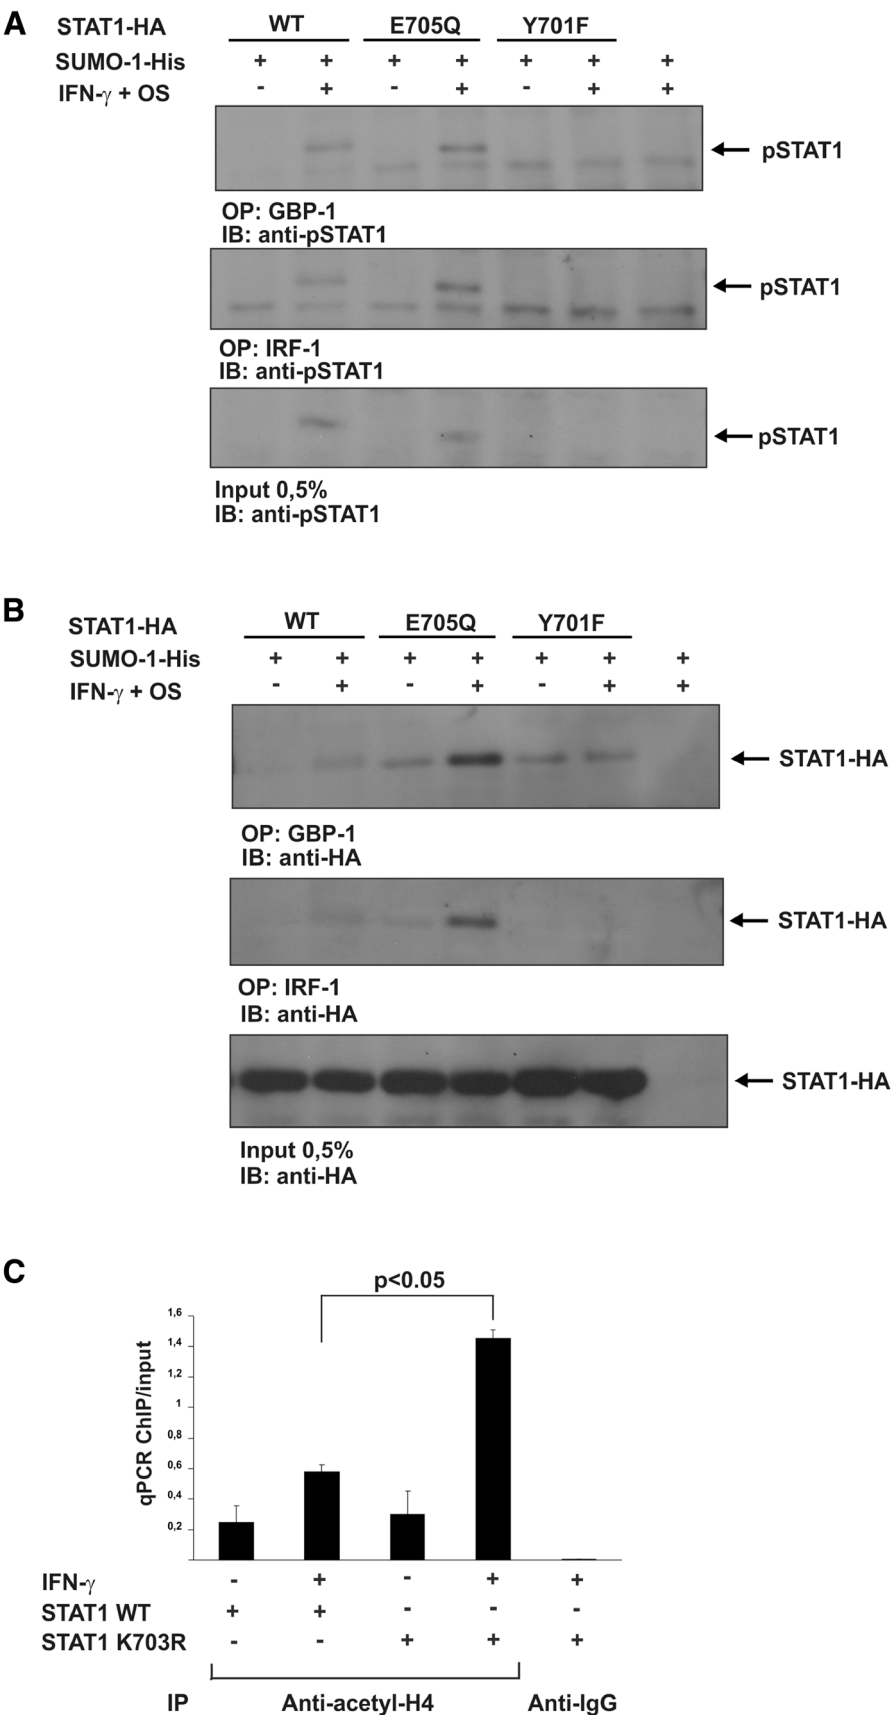 A
STAT1-HA WT E705Q Y701F
SUMO-1-His + + + + + + +
IFN-γ + OS - + - + - + +
pSTAT1
OP: GBP-1
IB: anti-pSTAT1
pSTAT1
OP: IRF-1
IB: anti-pSTAT1
pSTAT1
Input 0,5%
IB: anti-pSTAT1
B
STAT1-HA WT E705Q Y701F
SUMO-1-His + + + + + + +
IFN-γ + OS - + - + - + +
STAT1-HA
OP: GBP-1
IB: anti-HA
STAT1-HA
OP: IRF-1
IB: anti-HA
STAT1-HA
Input 0,5%
IB: anti-HA
C
p<0.05
qPCR ChIP/input
1,6
1,4
1,2
1
0,8
0,6
0,4
0,2
IFN-γ - + - + +
STAT1 WT + + - - -
STAT1 K703R - - + + +
IP Anti-acetyl-H4 Anti-IgG